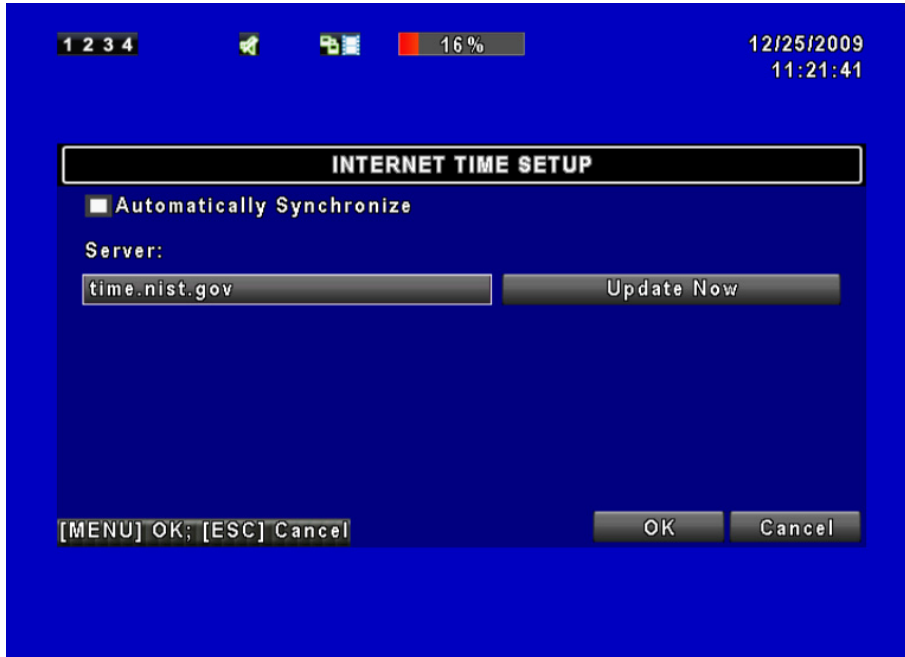 1 2 3 4 16% 12/25/2009
11:21:41
INTERNET TIME SETUP
Automatically Synchronize
Server:
time.nist.gov Update Now
[MENU] OK; [ESC] Cancel OK Cancel